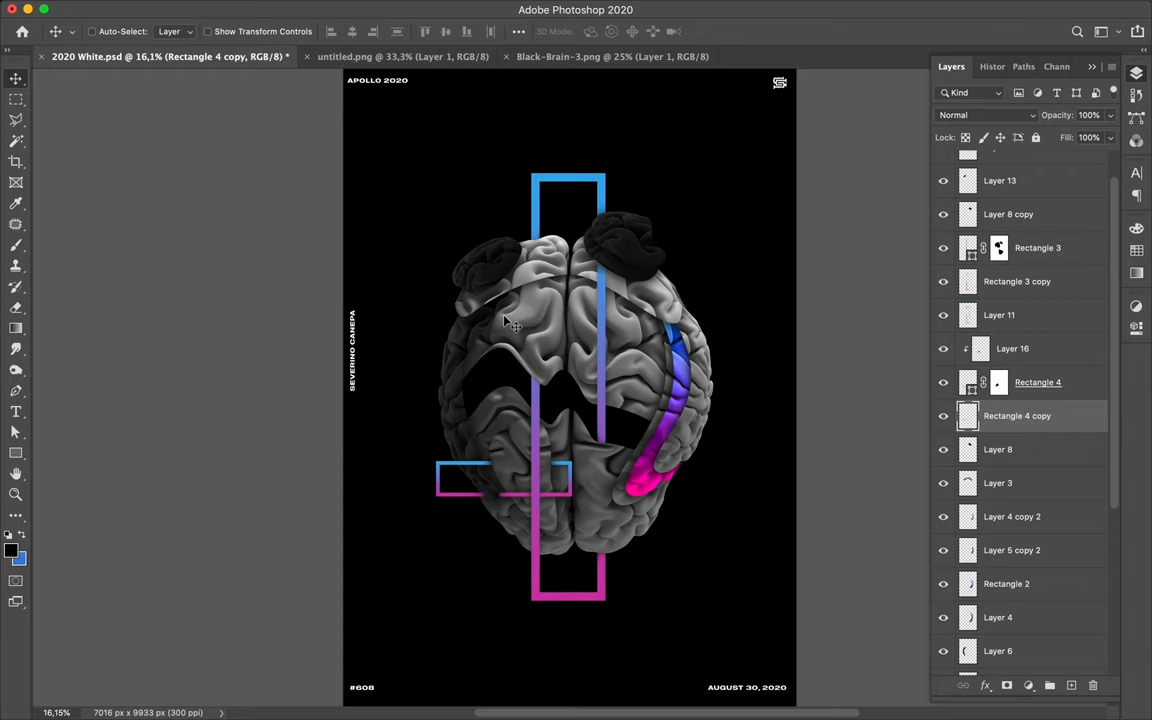 Adobe Photoshop 2020
Auto-Select:
Layer
Show Transform Controls
3D Mode:
2020 White.psd @ 16,1% (Rectangle 4 copy, RGB/8) *
untitled.png @ 33,3% (Layer 1, RGB/8)
Black-Brain-3.png @ 25% (Layer 1, RGB/8)
Layers
Histor
Paths
Chann
Kind
Normal
Opacity:
100%
Lock:
Fill:
100%
Layer 13
Layer 8 copy
Rectangle 3
Rectangle 3 copy
Layer 11
Layer 16
Rectangle 4
Rectangle 4 copy
Layer 8
Layer 3
Layer 4 copy 2
Layer 5 copy 2
Rectangle 2
Layer 4
Layer 6
APOLLO 2020
SEVERINO CANEPA
#608
AUGUST 30, 2020
16,15%
7016 px x 9933 px (300 ppi)